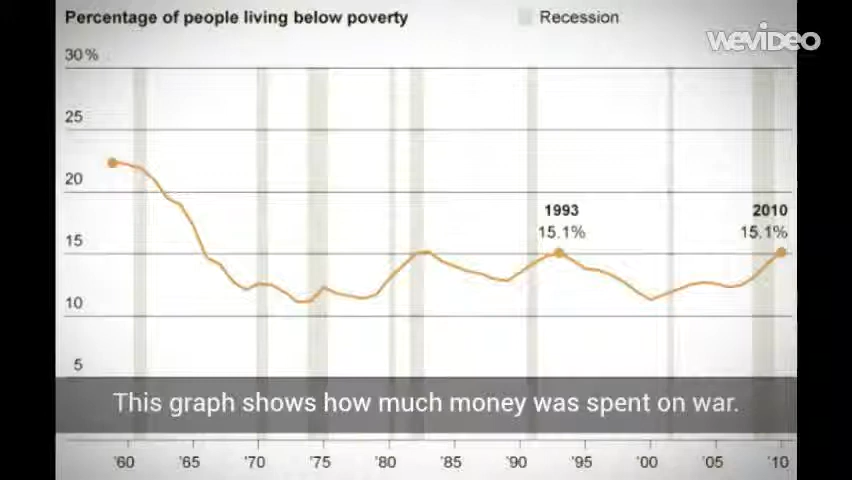 Percentage of people living below poverty
Recession
WEVIDEO
30%
25
20
1993
2010
15
15.1%
15.1%
10
5
This graph shows how much money was spent on war.
'60 '65 '70 '75 '80 '85 '90 '95 '00 '05 '10